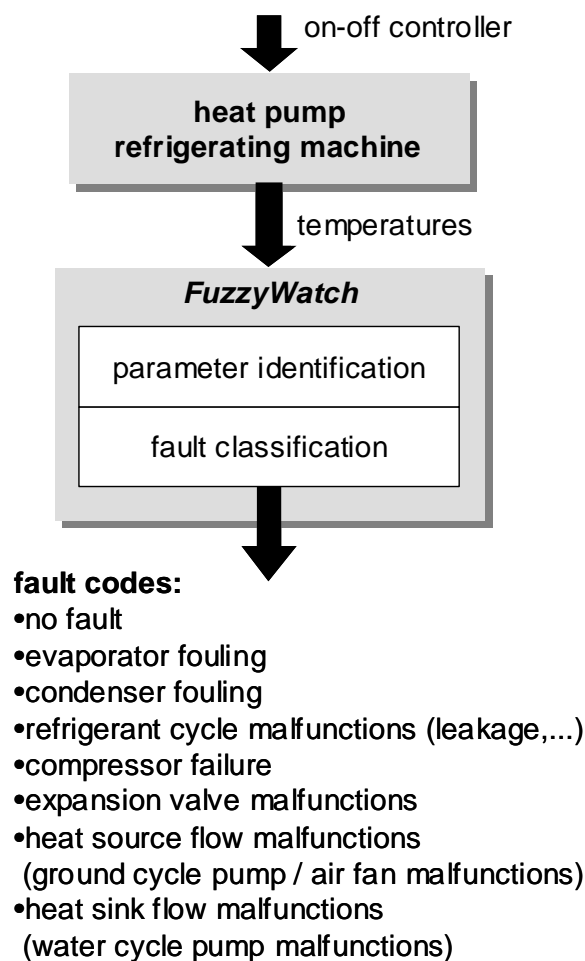 on-off controller
heat pump
refrigerating machine
temperatures
FuzzyWatch
parameter identification
fault classification
fault codes:
•no fault
•evaporator fouling
•condenser fouling
•refrigerant cycle malfunctions (leakage,...)
•compressor failure
•expansion valve malfunctions
•heat source flow malfunctions
(ground cycle pump / air fan malfunctions)
•heat sink flow malfunctions
(water cycle pump malfunctions)